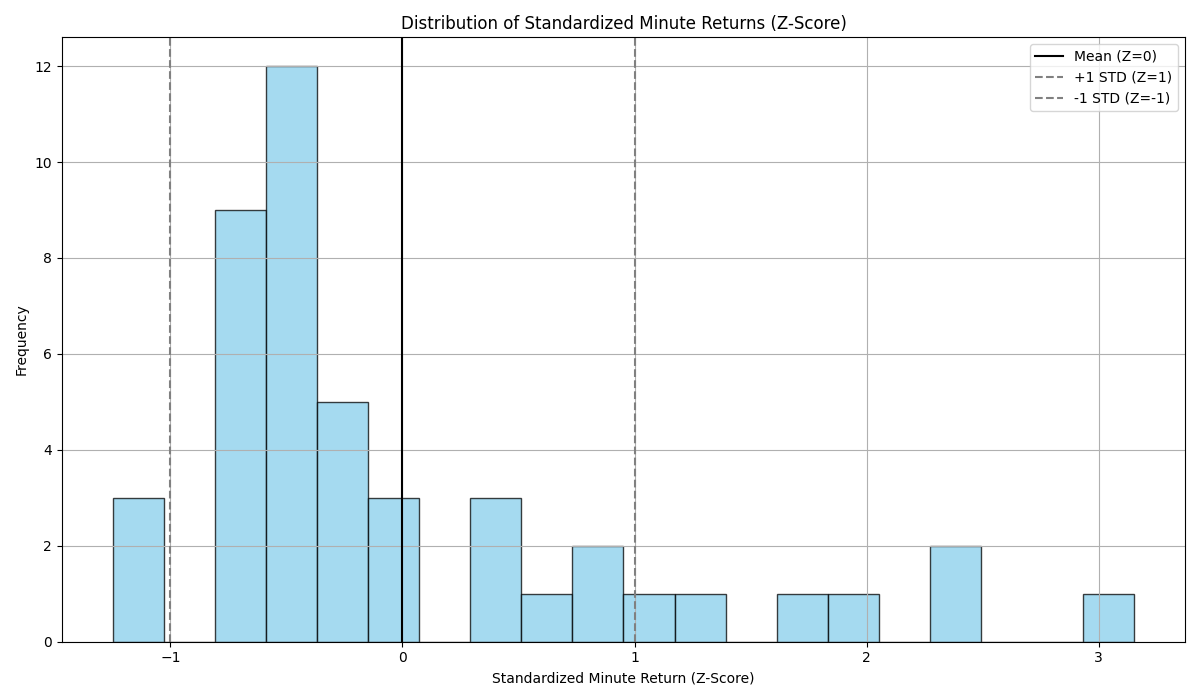 Distribution of Standardized Minute Returns (Z-Score)
Mean (Z=0)
+1 STD (Z=1)
-1 STD (Z=-1)
Frequency
12
10
8
6
4
2
0
−1
0
1
2
3
Standardized Minute Return (Z-Score)